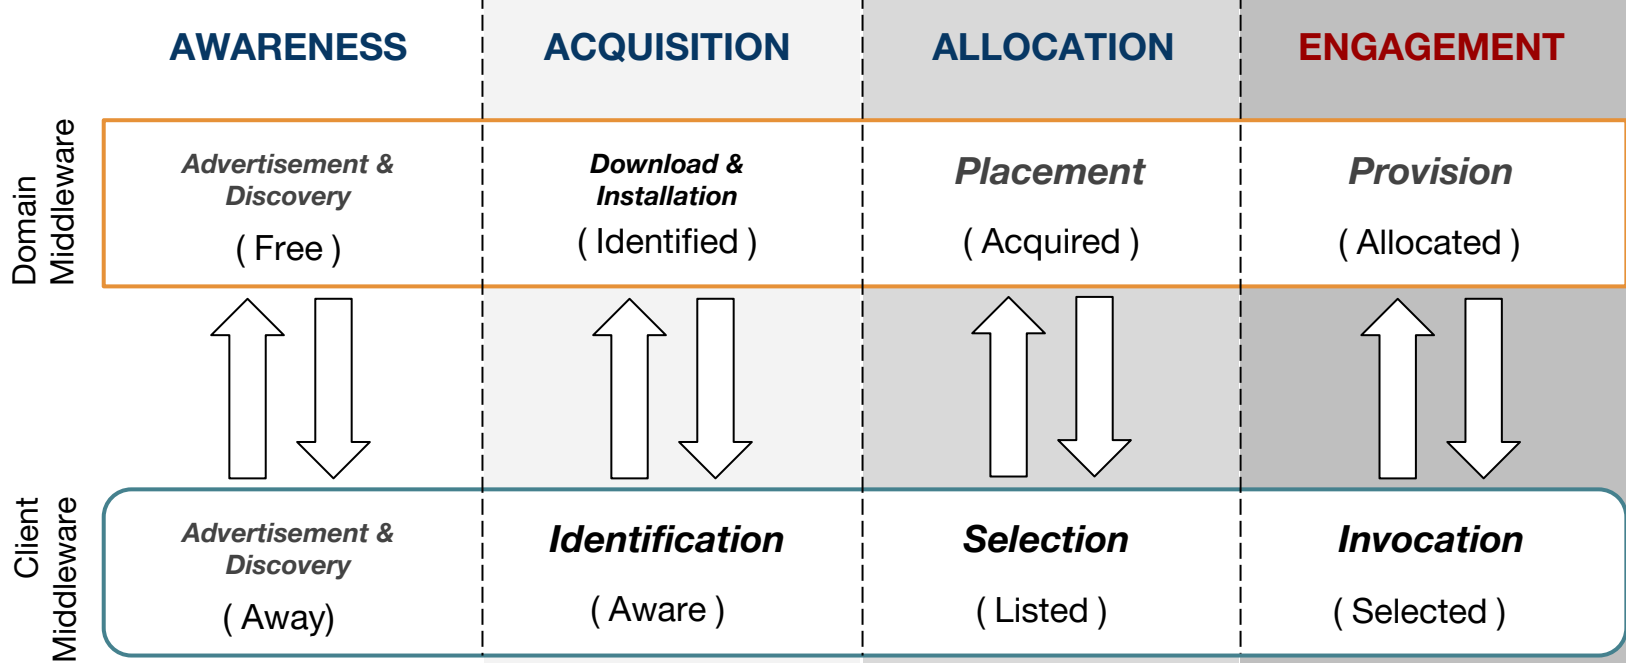 AWARENESS
ACQUISITION
ALLOCATION
ENGAGEMENT
Domain
Middleware
Advertisement &
Discovery
( Free )
Download &
Installation
( Identified )
Placement
( Acquired )
Provision
( Allocated )
Client
Middleware
Advertisement &
Discovery
( Away)
Identification
( Aware )
Selection
( Listed )
Invocation
( Selected )